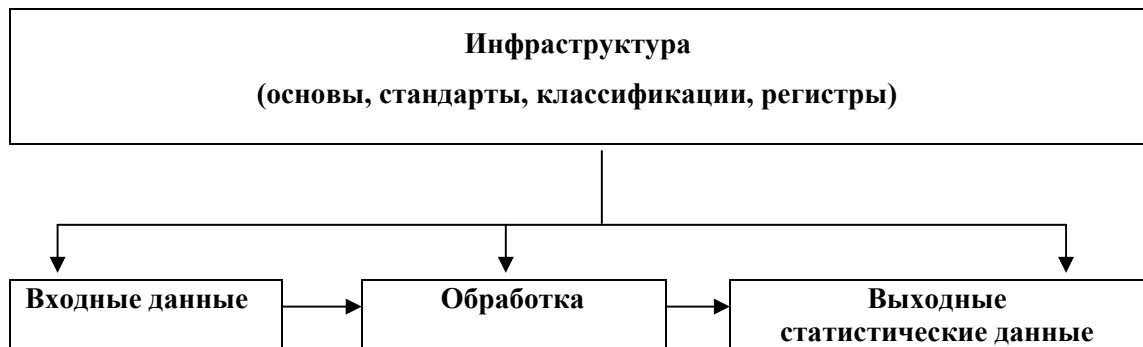 Инфраструктура
(основы, стандарты, классификации, регистры)
Входные данные
Обработка
Выходные
статистические данные